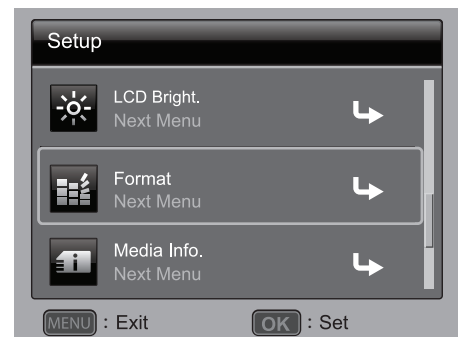 Setup
LCD Bright.
Next Menu
Format
Next Menu
Media Info.
Next Menu
MENU : Exit OK : Set